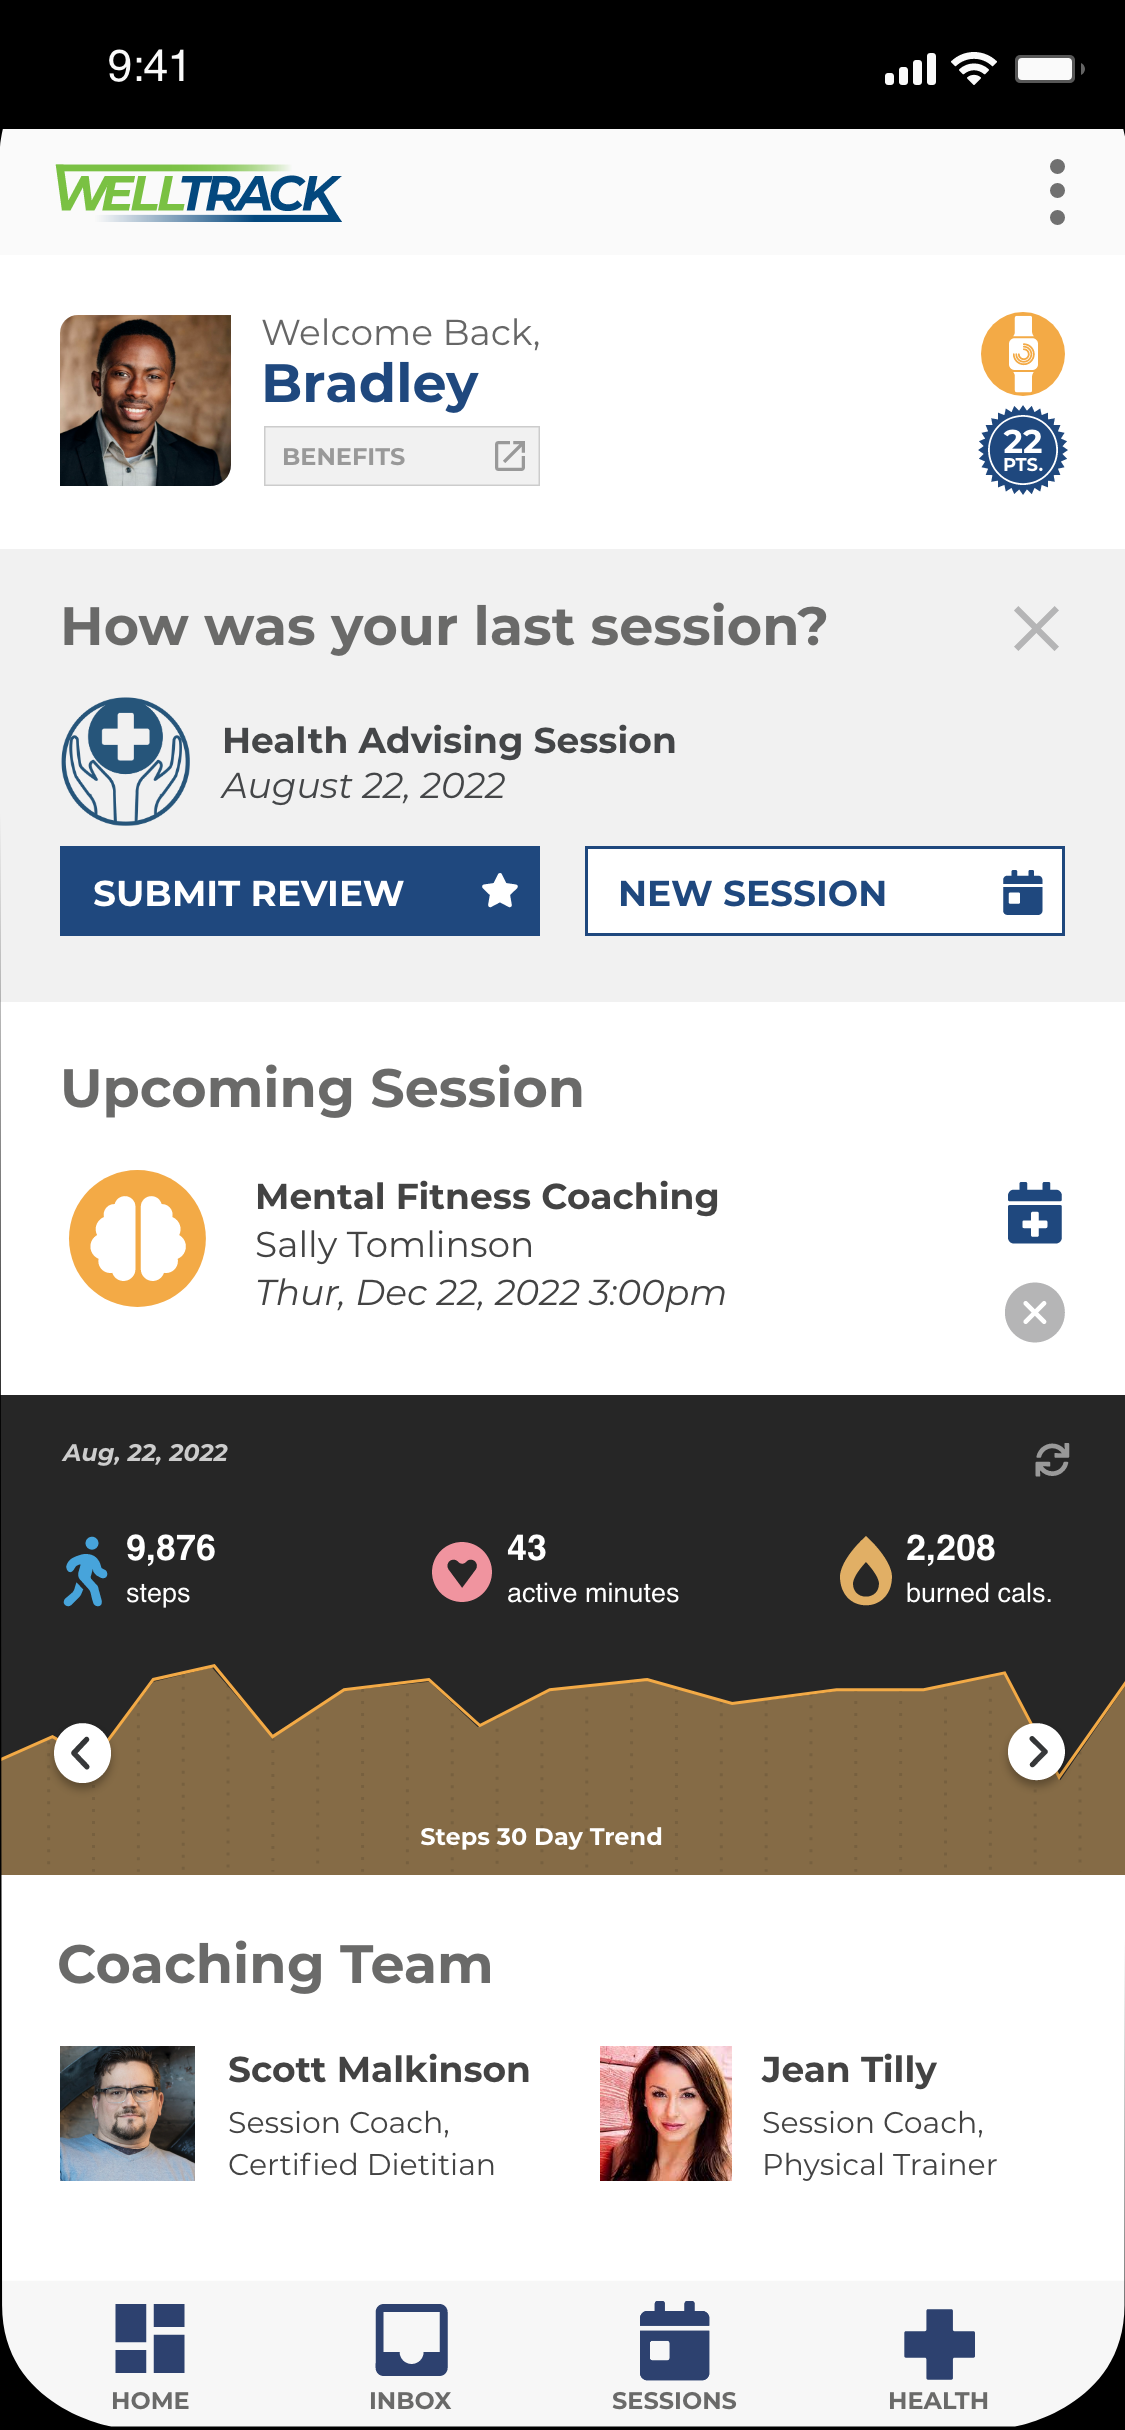 9:41
WELLTRACK
Welcome Back,
Bradley
BENEFITS
22
PTS.
How was your last session?
Health Advising Session
August 22, 2022
SUBMIT REVIEW
NEW SESSION
Upcoming Session
Mental Fitness Coaching
Sally Tomlinson
Thur, Dec 22, 2022 3:00pm
Aug, 22, 2022
9,876
steps
43
active minutes
2,208
burned cals.
Steps 30 Day Trend
Coaching Team
Scott Malkinson
Session Coach,
Certified Dietitian
Jean Tilly
Session Coach,
Physical Trainer
HOME
INBOX
SESSIONS
HEALTH